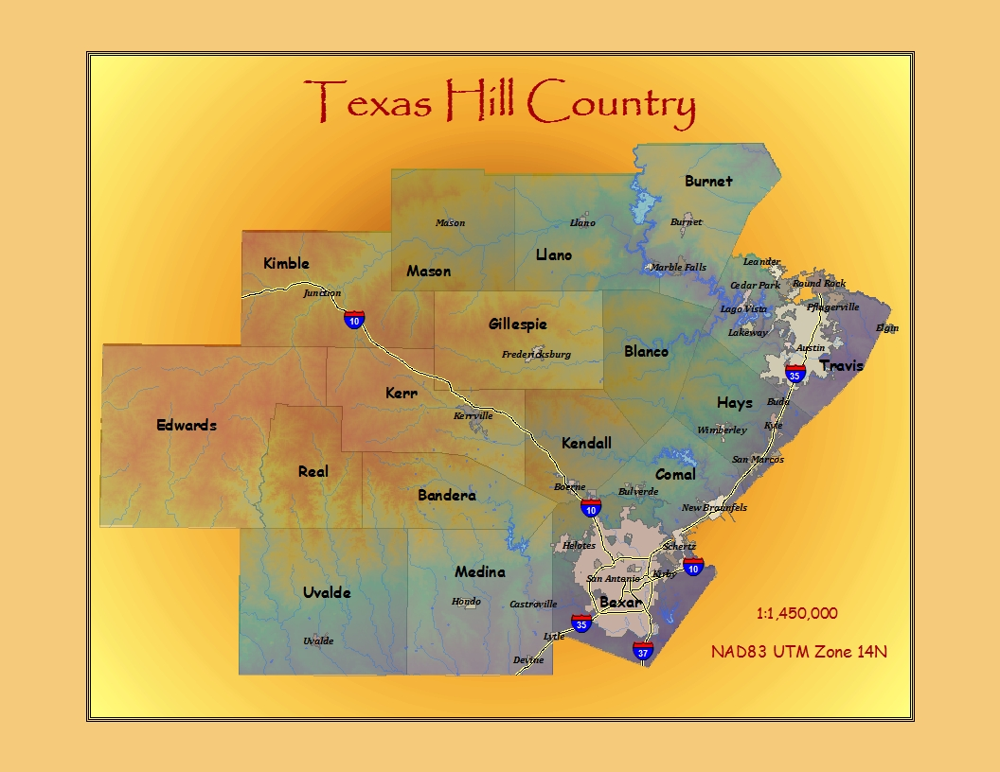 Texas Hill Country
Burnet
Mason
Llano
Burnet
Llano
Kimble
Mason
Marble Falls
Leander
Cedar Park
Round Rock
Junction
Lago Vista
Pflugerville
10
Gillespie
Lakeway
Elgin
Fredericksburg
Blanco
Austin
Travis
35
Kerr
Hays
Buda
Edwards
Kerrville
Wimberley
Kyle
Kendall
San Marcos
Real
Comal
Bandera
Boerne
Bulverde
10
New Braunfels
Helotes
Schertz
Medina
San Antonio
Kirby
10
Uvalde
Hondo
Castroville
Bexar
1:1,450,000
35
Uvalde
Lytle
37
NAD83 UTM Zone 14N
Devine